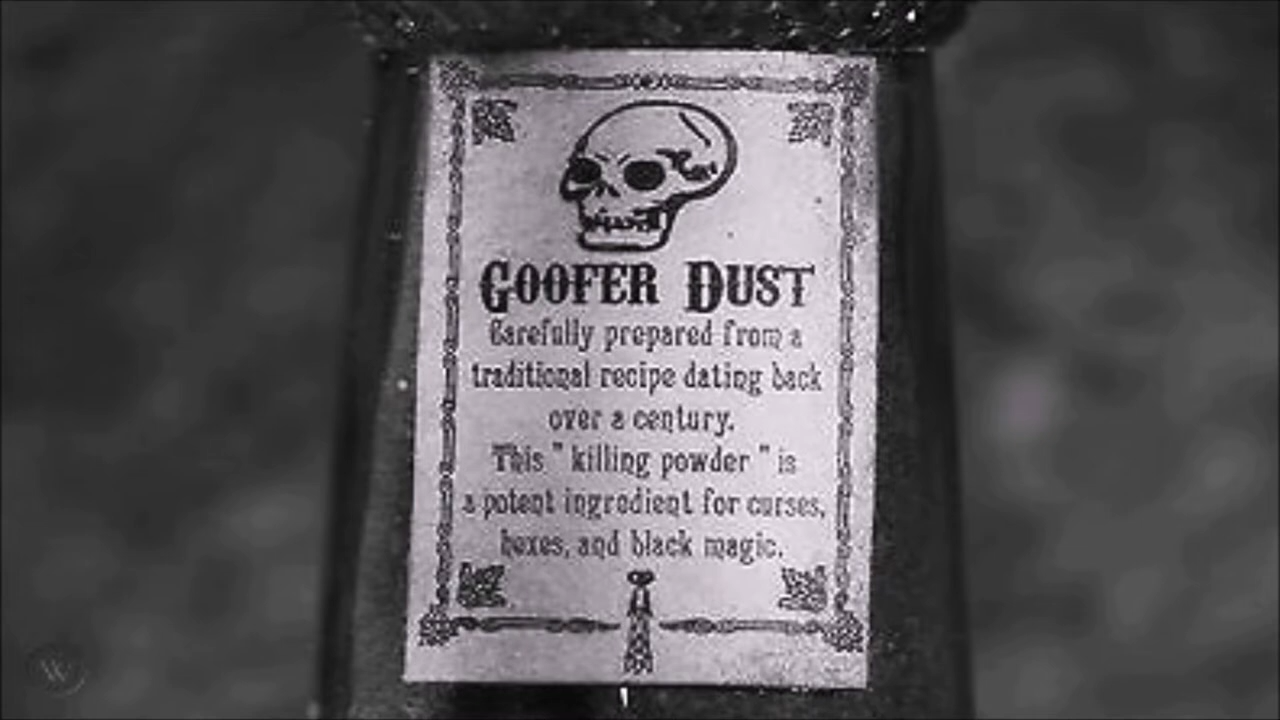 GOOFER DUST
Carefully prepared from a
traditional recipe dating back
over a century.
This " killing powder " is
a potent ingredient for curses,
hexes, and black magic.
W